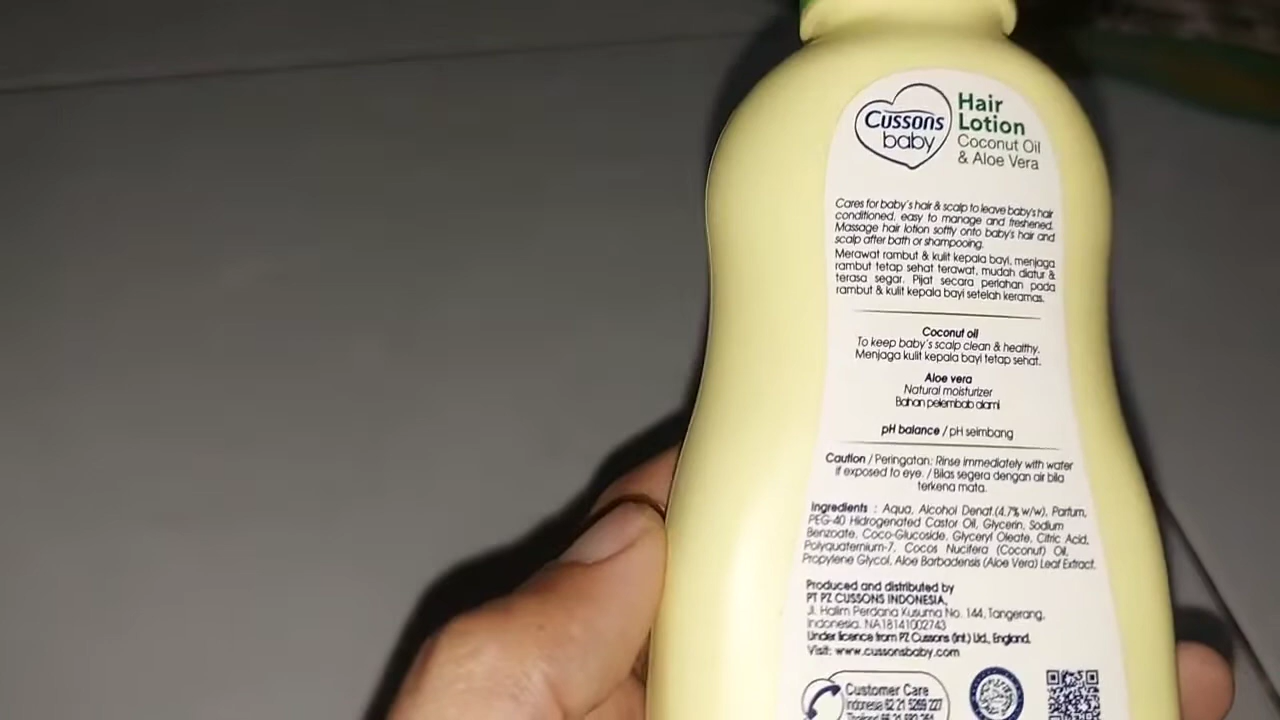 Cussons
baby
Hair
Lotion
Coconut Oil
& Aloe Vera
Cares for baby's hair & scalp to leave baby's hair
conditioned, easy to manage and freshened.
Massage hair lotion softly onto baby's hair and
scalp after bath or shampooing.
Merawat rambut & kulit kepala bayi, menjaga
rambut tetap sehat terawat, mudah diatur &
terasa segar. Pijat secara perlahan pada
rambut & kulit kepala bayi setelah keramas.
Coconut oil
To keep baby's scalp clean & healthy.
Menjaga kulit kepala bayi tetap sehat.
Aloe vera
Natural moisturizer
Bahan pelembab alami
pH balance / pH seimbang
Caution / Peringatan: Rinse immediately with water
if exposed to eye. / Bilas segera dengan air bila
terkena mata.
Ingredients : Aqua, Alcohol Denat.(4.7% w/w), Parfum,
PEG-40 Hidrogenated Castor Oil, Glycerin, Sodium
Benzoate, Coco-Glucoside, Glyceryl Oleate, Citric Acid,
Polyquaternium-7, Cocos Nucifera (Coconut) Oil,
Propylene Glycol, Aloe Barbadensis (Aloe Vera) Leaf Extract.
Produced and distributed by
PT PZ CUSSONS INDONESIA,
Jl. Halim Perdana Kusuma No. 144, Tangerang,
Indonesia. NA18141002743
Under licence from PZ Cussons (Int.) Ltd., England.
Visit: www.cussonsbaby.com
Customer Care
Indonesia 62 21 5269 227
Thailand